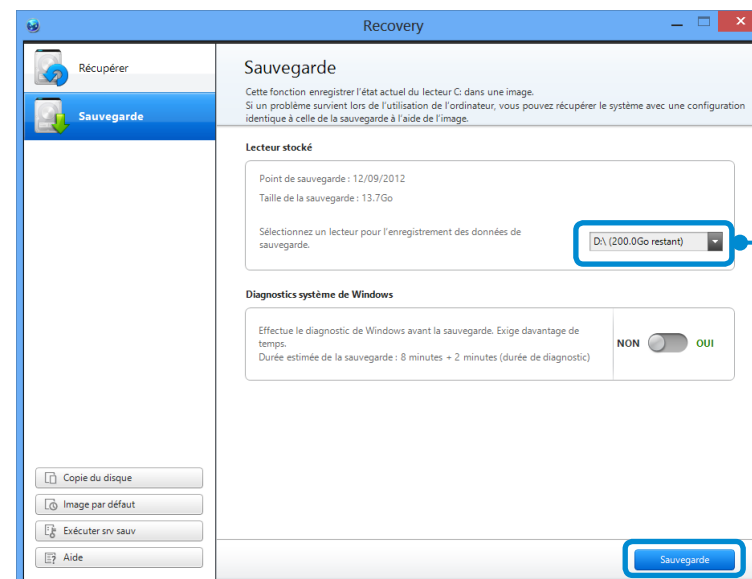 Recovery
Récupérer
Sauvegarde
Sauvegarde
Cette fonction enregistrer l'état actuel du lecteur C: dans une image.
Si un problème survient lors de l'utilisation de l'ordinateur, vous pouvez récupérer le système avec une configuration
identique à celle de la sauvegarde à l'aide de l'image.
Lecteur stocké
Point de sauvegarde : 12/09/2012
Taille de la sauvegarde : 13.7Go
Sélectionnez un lecteur pour l'enregistrement des données de
sauvegarde.
D:\ (200.0Go restant)
Diagnostics système de Windows
Effectue le diagnostic de Windows avant la sauvegarde. Exige davantage de
temps.
Durée estimée de la sauvegarde : 8 minutes + 2 minutes (durée de diagnostic)
NON OUI
Copie du disque
Image par défaut
Exécuter srv sauv
Aide
Sauvegarde